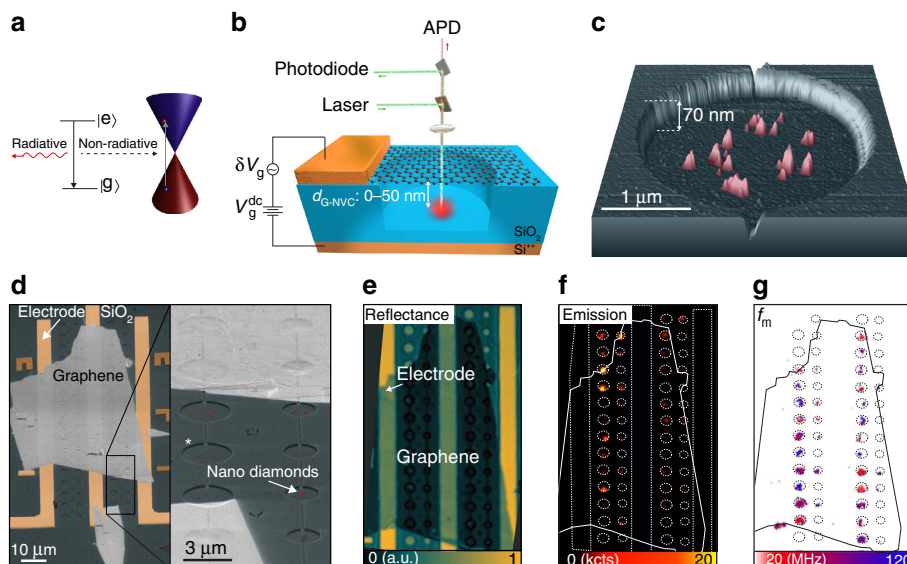 a
|e⟩
Radiative
Non-radiative
|g⟩
b
APD
Photodiode
Laser
δV_g
V_g^dc
d_G-NVC: 0–50 nm
SiO₂
Si⁺⁺
c
70 nm
1 μm
d
Electrode
SiO₂
Graphene
10 μm
*
Nano diamonds
3 μm
e
Reflectance
Electrode
Graphene
0 (a.u.) 1
f
Emission
0 (kcts) 20
g
f_m
20 (MHz) 120